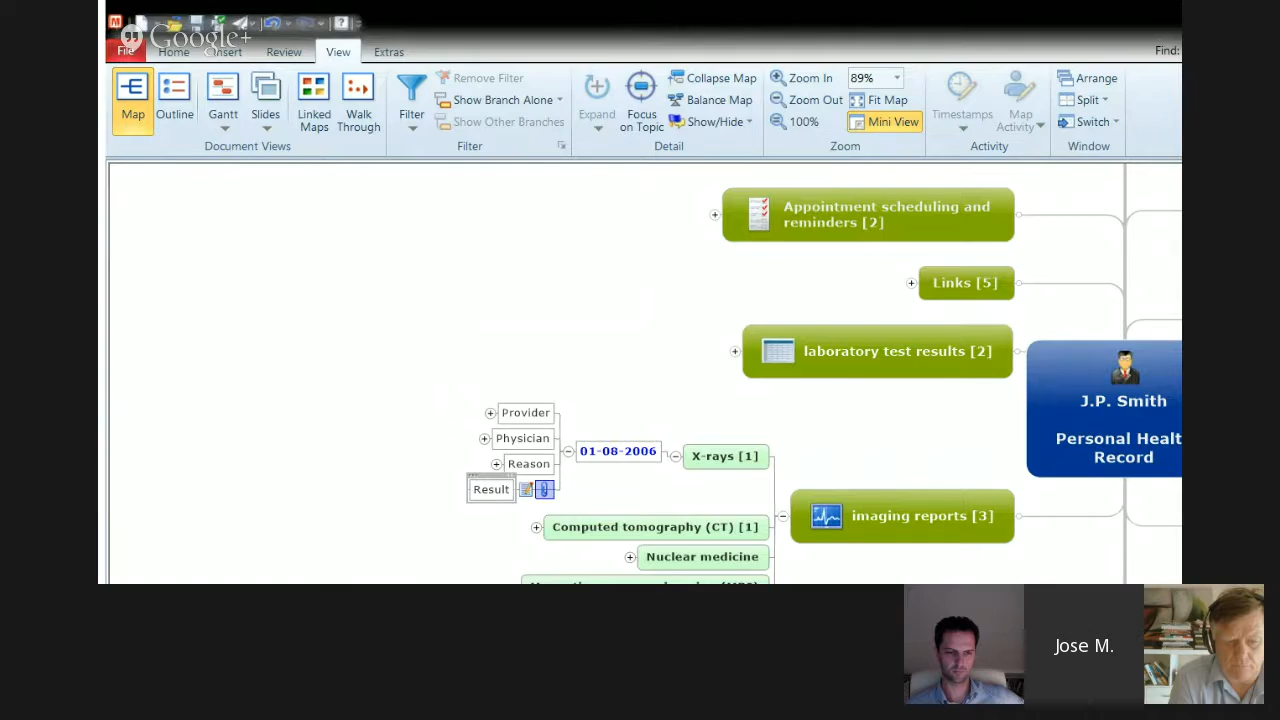 Google+
File Home Insert Review View Extras Find:
Map Outline Gantt Slides Linked Maps Walk Through
Document Views
Filter Remove Filter
Show Branch Alone
Show Other Branches
Filter
Expand Focus on Topic Collapse Map
Balance Map
Show/Hide
Detail
Zoom In 89%
Zoom Out Fit Map
100% Mini View
Zoom
Timestamps Map Activity
Activity
Arrange
Split
Switch
Window
Appointment scheduling and
reminders [2]
Links [5]
laboratory test results [2]
J.P. Smith
Personal Healt
Record
Provider
Physician
Reason
Result
01-08-2006
X-rays [1]
imaging reports [3]
Computed tomography (CT) [1]
Nuclear medicine
Jose M.